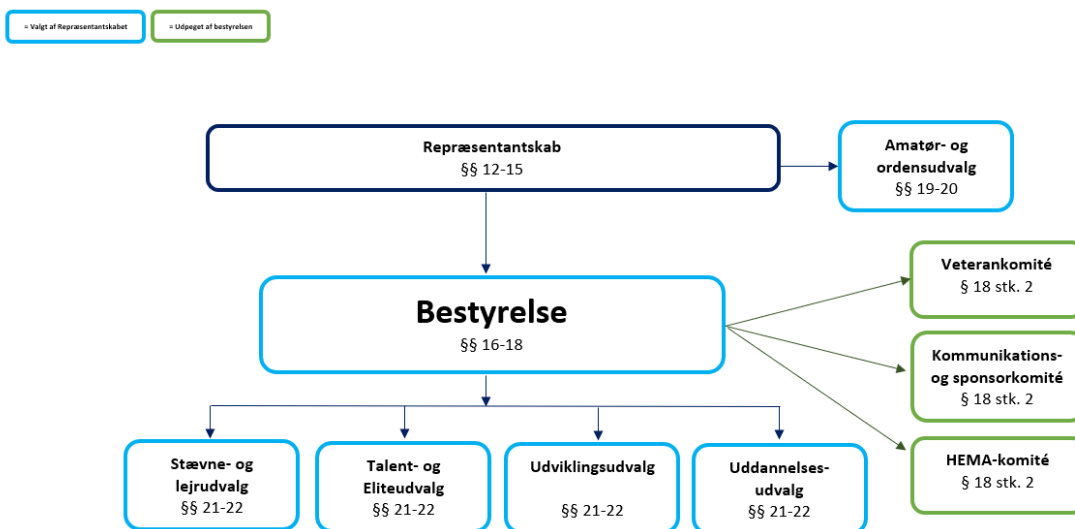 = Valgt af Repræsentantskabet
= Udpeget af bestyrelsen
Repræsentantskab
§§ 12-15
Amatør- og
ordensudvalg
§§ 19-20
Bestyrelse
§§ 16-18
Veterankomité
§ 18 stk. 2
Kommunikations-
og sponsorkomité
§ 18 stk. 2
HEMA-komité
§ 18 stk. 2
Stævne- og
lejrudvalg
§§ 21-22
Talent- og
Eliteudvalg
§§ 21-22
Udviklingsudvalg
§§ 21-22
Uddannelses-
udvalg
§§ 21-22